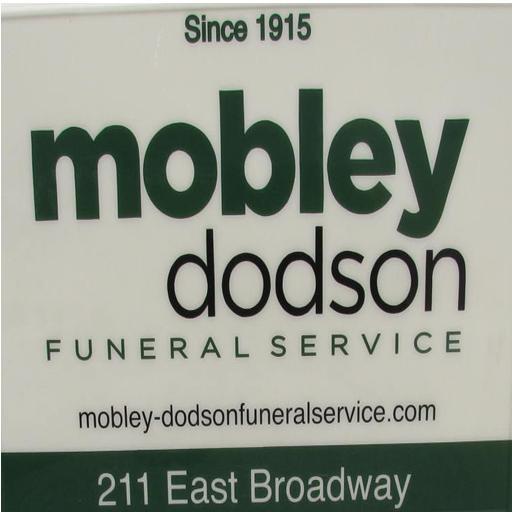 Since 1915
mobley
dodson
FUNERAL SERVICE
mobley-dodsonfuneralservice.com
211 East Broadway